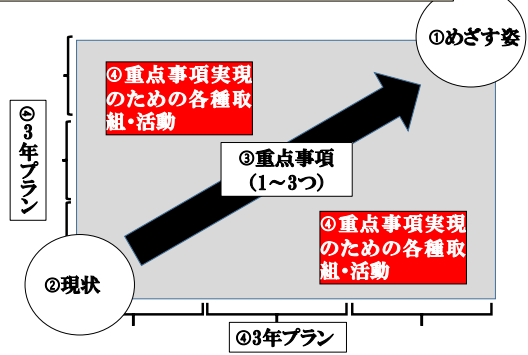 ①めざす姿
④重点事項実現
のための各種取
組・活動
④3年プラン
③重点事項
(1～3つ)
④重点事項実現
のための各種取
組・活動
②現状
④3年プラン